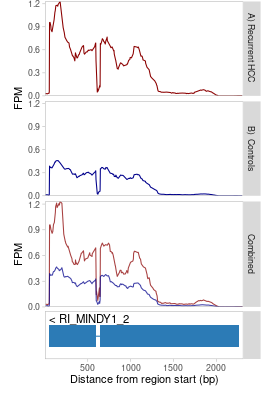 1.2
0.9
0.6
0.3
0.0
FPM
A) Recurrent HCC
1.2
0.9
0.6
0.3
0.0
B) Controls
1.2
0.9
0.6
0.3
0.0
FPM
Combined
< RI_MINDY1_2
500
1000
1500
2000
Distance from region start (bp)